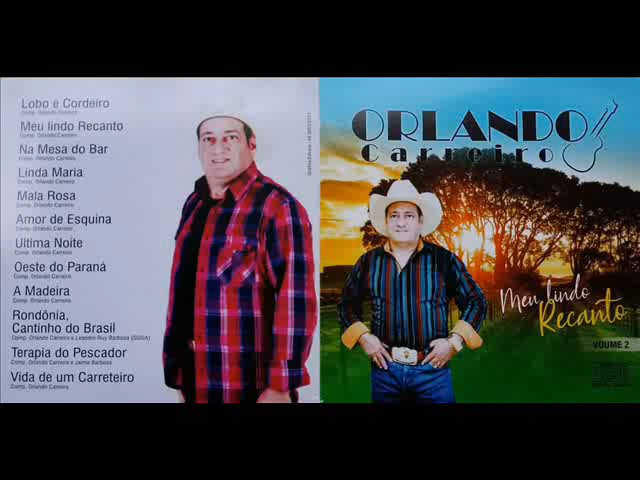 Lobo e Cordeiro
Comp. Orlando Carreiro
Meu lindo Recanto
Comp. Orlando Carreiro
Na Mesa do Bar
Comp. Orlando Carreiro
Linda Maria
Comp. Orlando Carreiro
Mala Rosa
Comp. Orlando Carreiro
Amor de Esquina
Comp. Orlando Carreiro
Ultima Noite
Comp. Orlando Carreiro
Oeste do Paraná
Comp. Orlando Carreiro
A Madeira
Comp. Orlando Carreiro
Rondônia,
Cantinho do Brasil
Comp. Orlando Carreiro e Leandro Ruy Barbosa (GUGA)
Terapia do Pescador
Comp. Orlando Carreiro e Jaime Barbosa
Vida de um Carreteiro
Comp. Orlando Carreiro
ORLANDO
Carreiro
Meu lindo
Recanto
VOUME 2